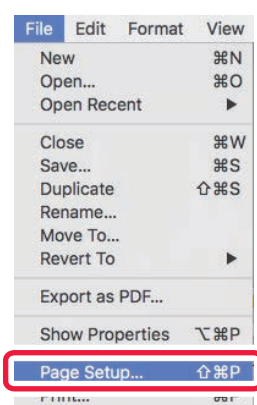 File Edit Format View
New ⌘N
Open... ⌘O
Open Recent ▶
Close ⌘W
Save... ⌘S
Duplicate ⇧⌘S
Rename...
Move To...
Revert To ▶
Export as PDF...
Show Properties ⌥⌘P
Page Setup... ⇧⌘P
Print... ⌘P